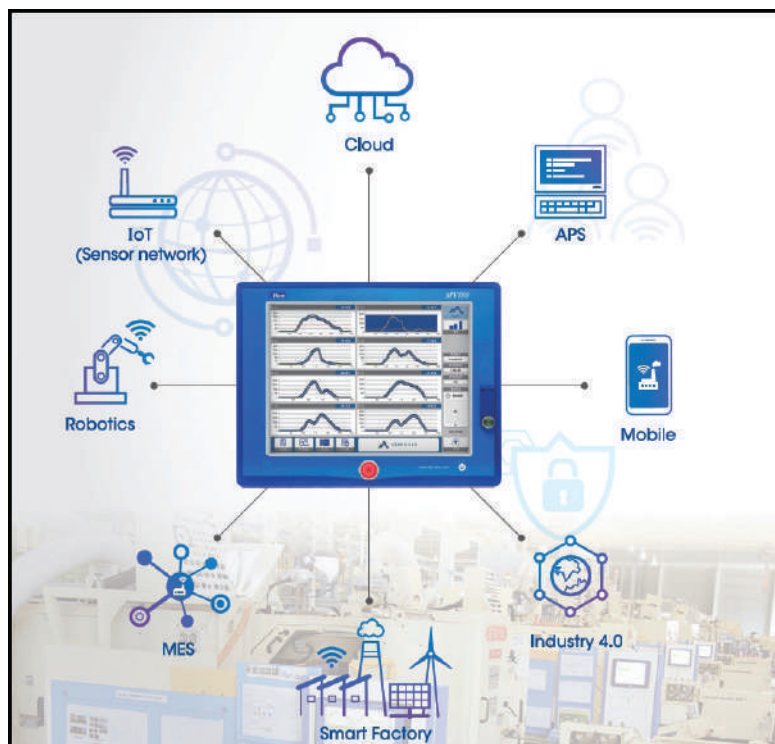 Cloud
IoT
(Sensor network)
APS
Robotics
Mobile
MES
Industry 4.0
Smart Factory